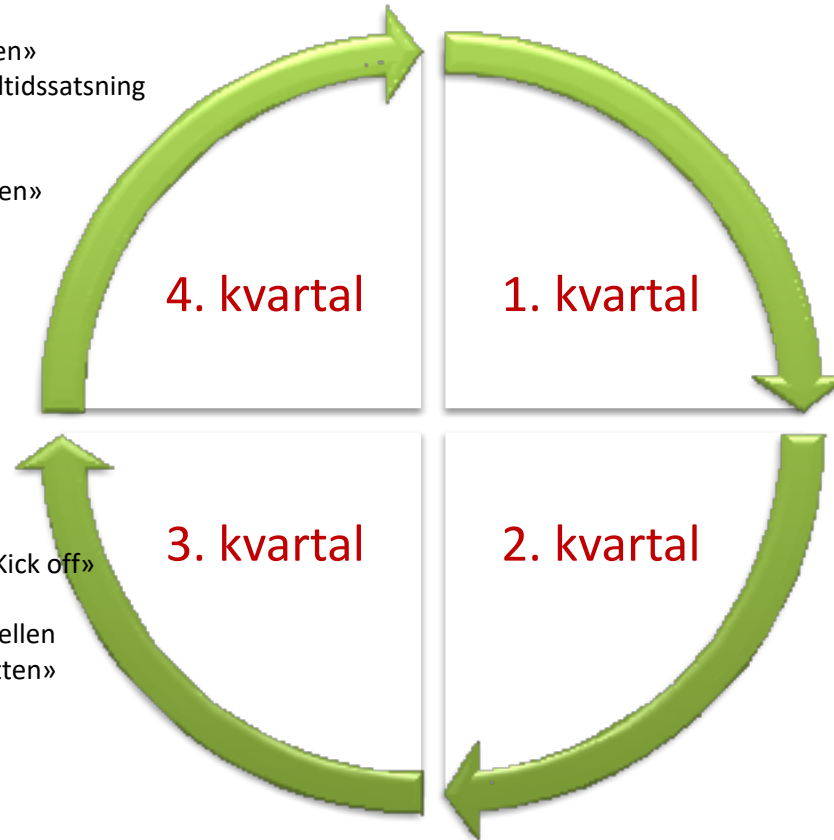 en»
ltidssatsning
en»
4. kvartal
1. kvartal
3. kvartal
2. kvartal
Kick off»
ellen
tten»